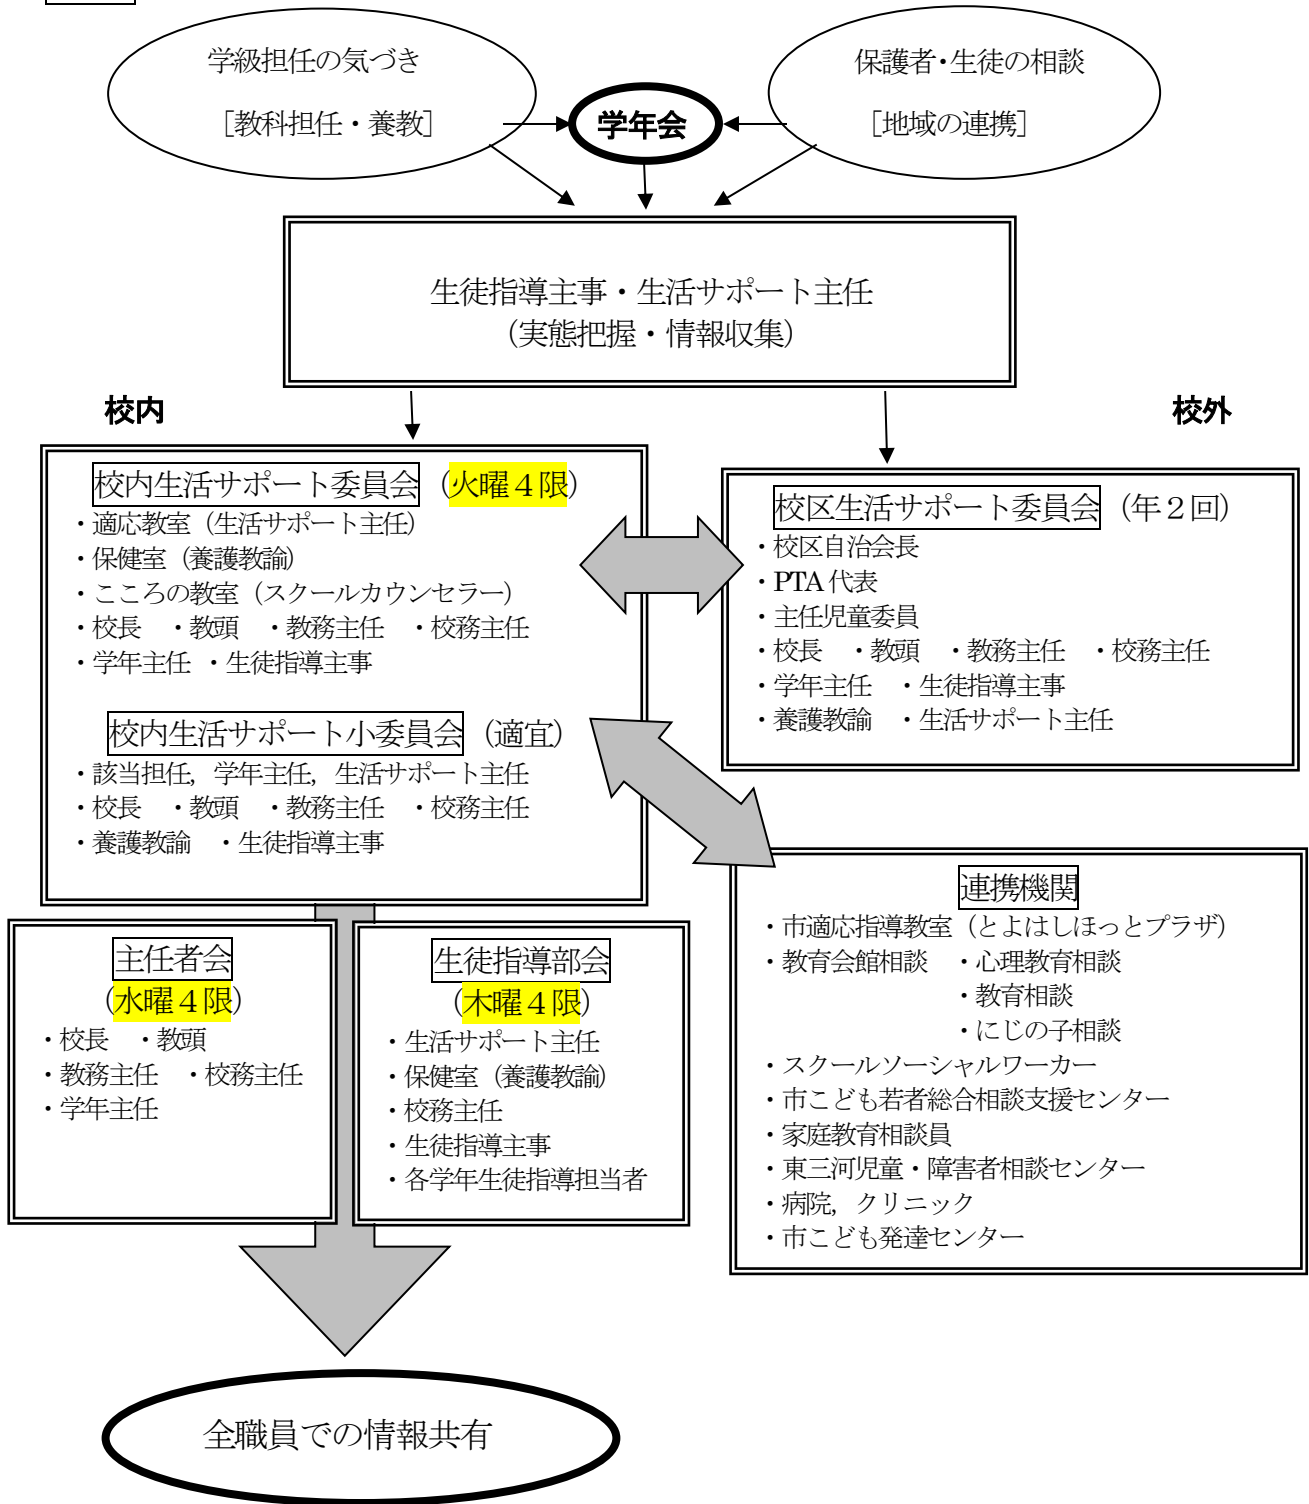 学級担任の気づき
［教科担任・養教］
学年会
保護者・生徒の相談
［地域の連携］
生徒指導主事・生活サポート主任
（実態把握・情報収集）
校内
校外
校内生活サポート委員会（火曜４限）
・適応教室（生活サポート主任）
・保健室（養護教諭）
・こころの教室（スクールカウンセラー）
・校長　・教頭　・教務主任　・校務主任
・学年主任　・生徒指導主事
校内生活サポート小委員会（適宜）
・該当担任，学年主任，生活サポート主任
・校長　・教頭　・教務主任　・校務主任
・養護教諭　・生徒指導主事
校区生活サポート委員会（年２回）
・校区自治会長
・PTA代表
・主任児童委員
・校長　・教頭　・教務主任　・校務主任
・学年主任　・生徒指導主事
・養護教諭　・生活サポート主任
主任者会
（水曜４限）
・校長　・教頭
・教務主任　・校務主任
・学年主任
生徒指導部会
（木曜４限）
・生活サポート主任
・保健室（養護教諭）
・校務主任
・生徒指導主事
・各学年生徒指導担当者
連携機関
・市適応指導教室（とよはしほっとプラザ）
・教育会館相談　・心理教育相談
・教育相談
・にじの子相談
・スクールソーシャルワーカー
・市こども若者総合相談支援センター
・家庭教育相談員
・東三河児童・障害者相談センター
・病院，クリニック
・市こども発達センター
全職員での情報共有